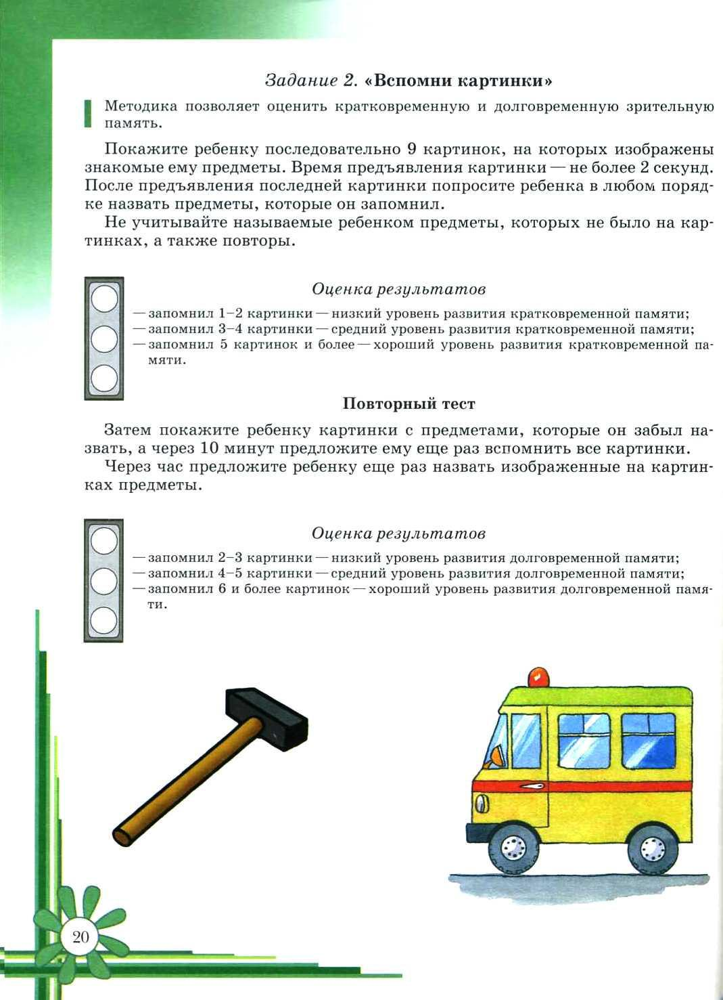 Задание 2. «Вспомни картинки»
Методика позволяет оценить кратковременную и долговременную зрительную
память.
Покажите ребенку последовательно 9 картинок, на которых изображены
знакомые ему предметы. Время предъявления картинки — не более 2 секунд.
После предъявления последней картинки попросите ребенка в любом поряд-
ке назвать предметы, которые он запомнил.
Не учитывайте называемые ребенком предметы, которых не было на кар-
тинках, а также повторы.
Оценка результатов
— запомнил 1–2 картинки — низкий уровень развития кратковременной памяти;
— запомнил 3–4 картинки — средний уровень развития кратковременной памяти;
— запомнил 5 картинок и более — хороший уровень развития кратковременной па-
мяти.
Повторный тест
Затем покажите ребенку картинки с предметами, которые он забыл на-
звать, а через 10 минут предложите ему еще раз вспомнить все картинки.
Через час предложите ребенку еще раз назвать изображенные на картин-
ках предметы.
Оценка результатов
— запомнил 2–3 картинки — низкий уровень развития долговременной памяти;
— запомнил 4–5 картинки — средний уровень развития долговременной памяти;
— запомнил 6 и более картинок — хороший уровень развития долговременной памя-
ти.
20